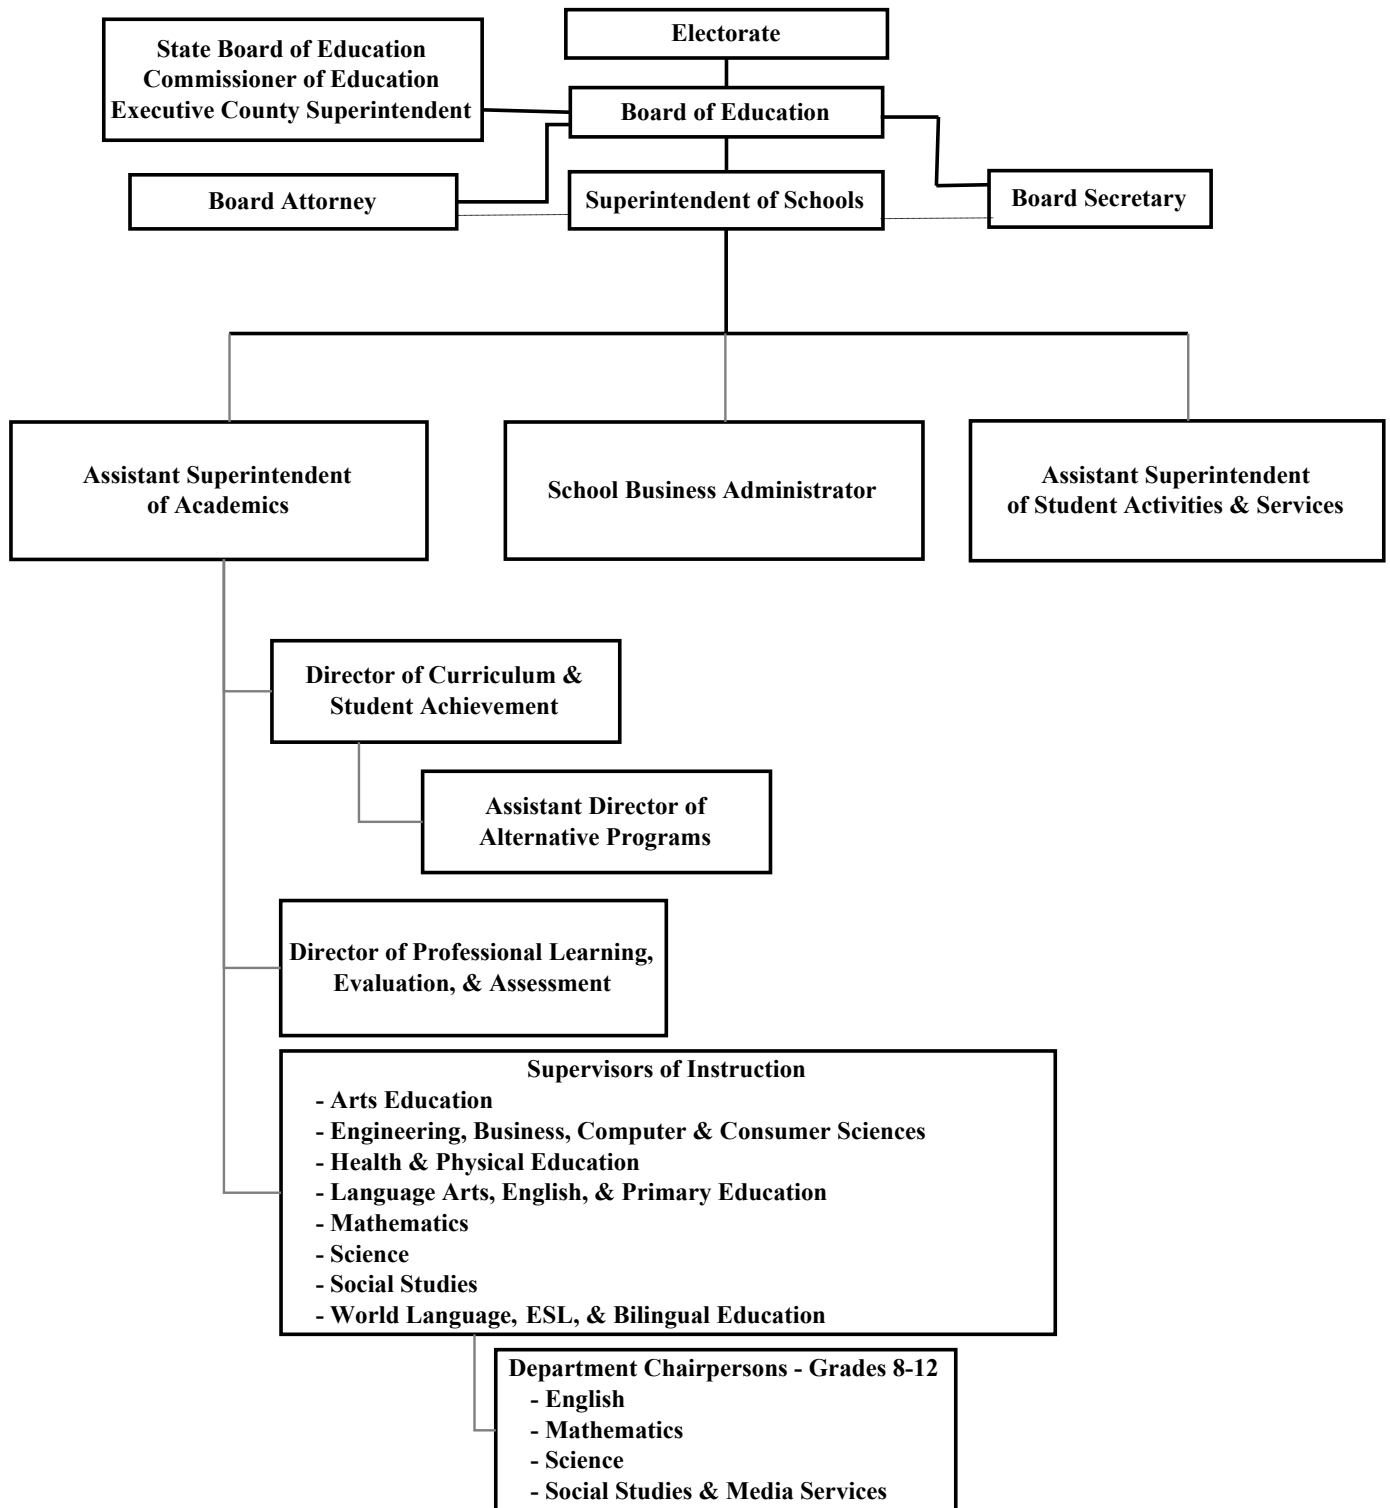 Electorate
State Board of Education
Commissioner of Education
Executive County Superintendent
Board of Education
Board Attorney
Superintendent of Schools
Board Secretary
Assistant Superintendent
of Academics
School Business Administrator
Assistant Superintendent
of Student Activities & Services
Director of Curriculum &
Student Achievement
Assistant Director of
Alternative Programs
Director of Professional Learning,
Evaluation, & Assessment
Supervisors of Instruction
- Arts Education
- Engineering, Business, Computer & Consumer Sciences
- Health & Physical Education
- Language Arts, English, & Primary Education
- Mathematics
- Science
- Social Studies
- World Language, ESL, & Bilingual Education
Department Chairpersons - Grades 8-12
- English
- Mathematics
- Science
- Social Studies & Media Services